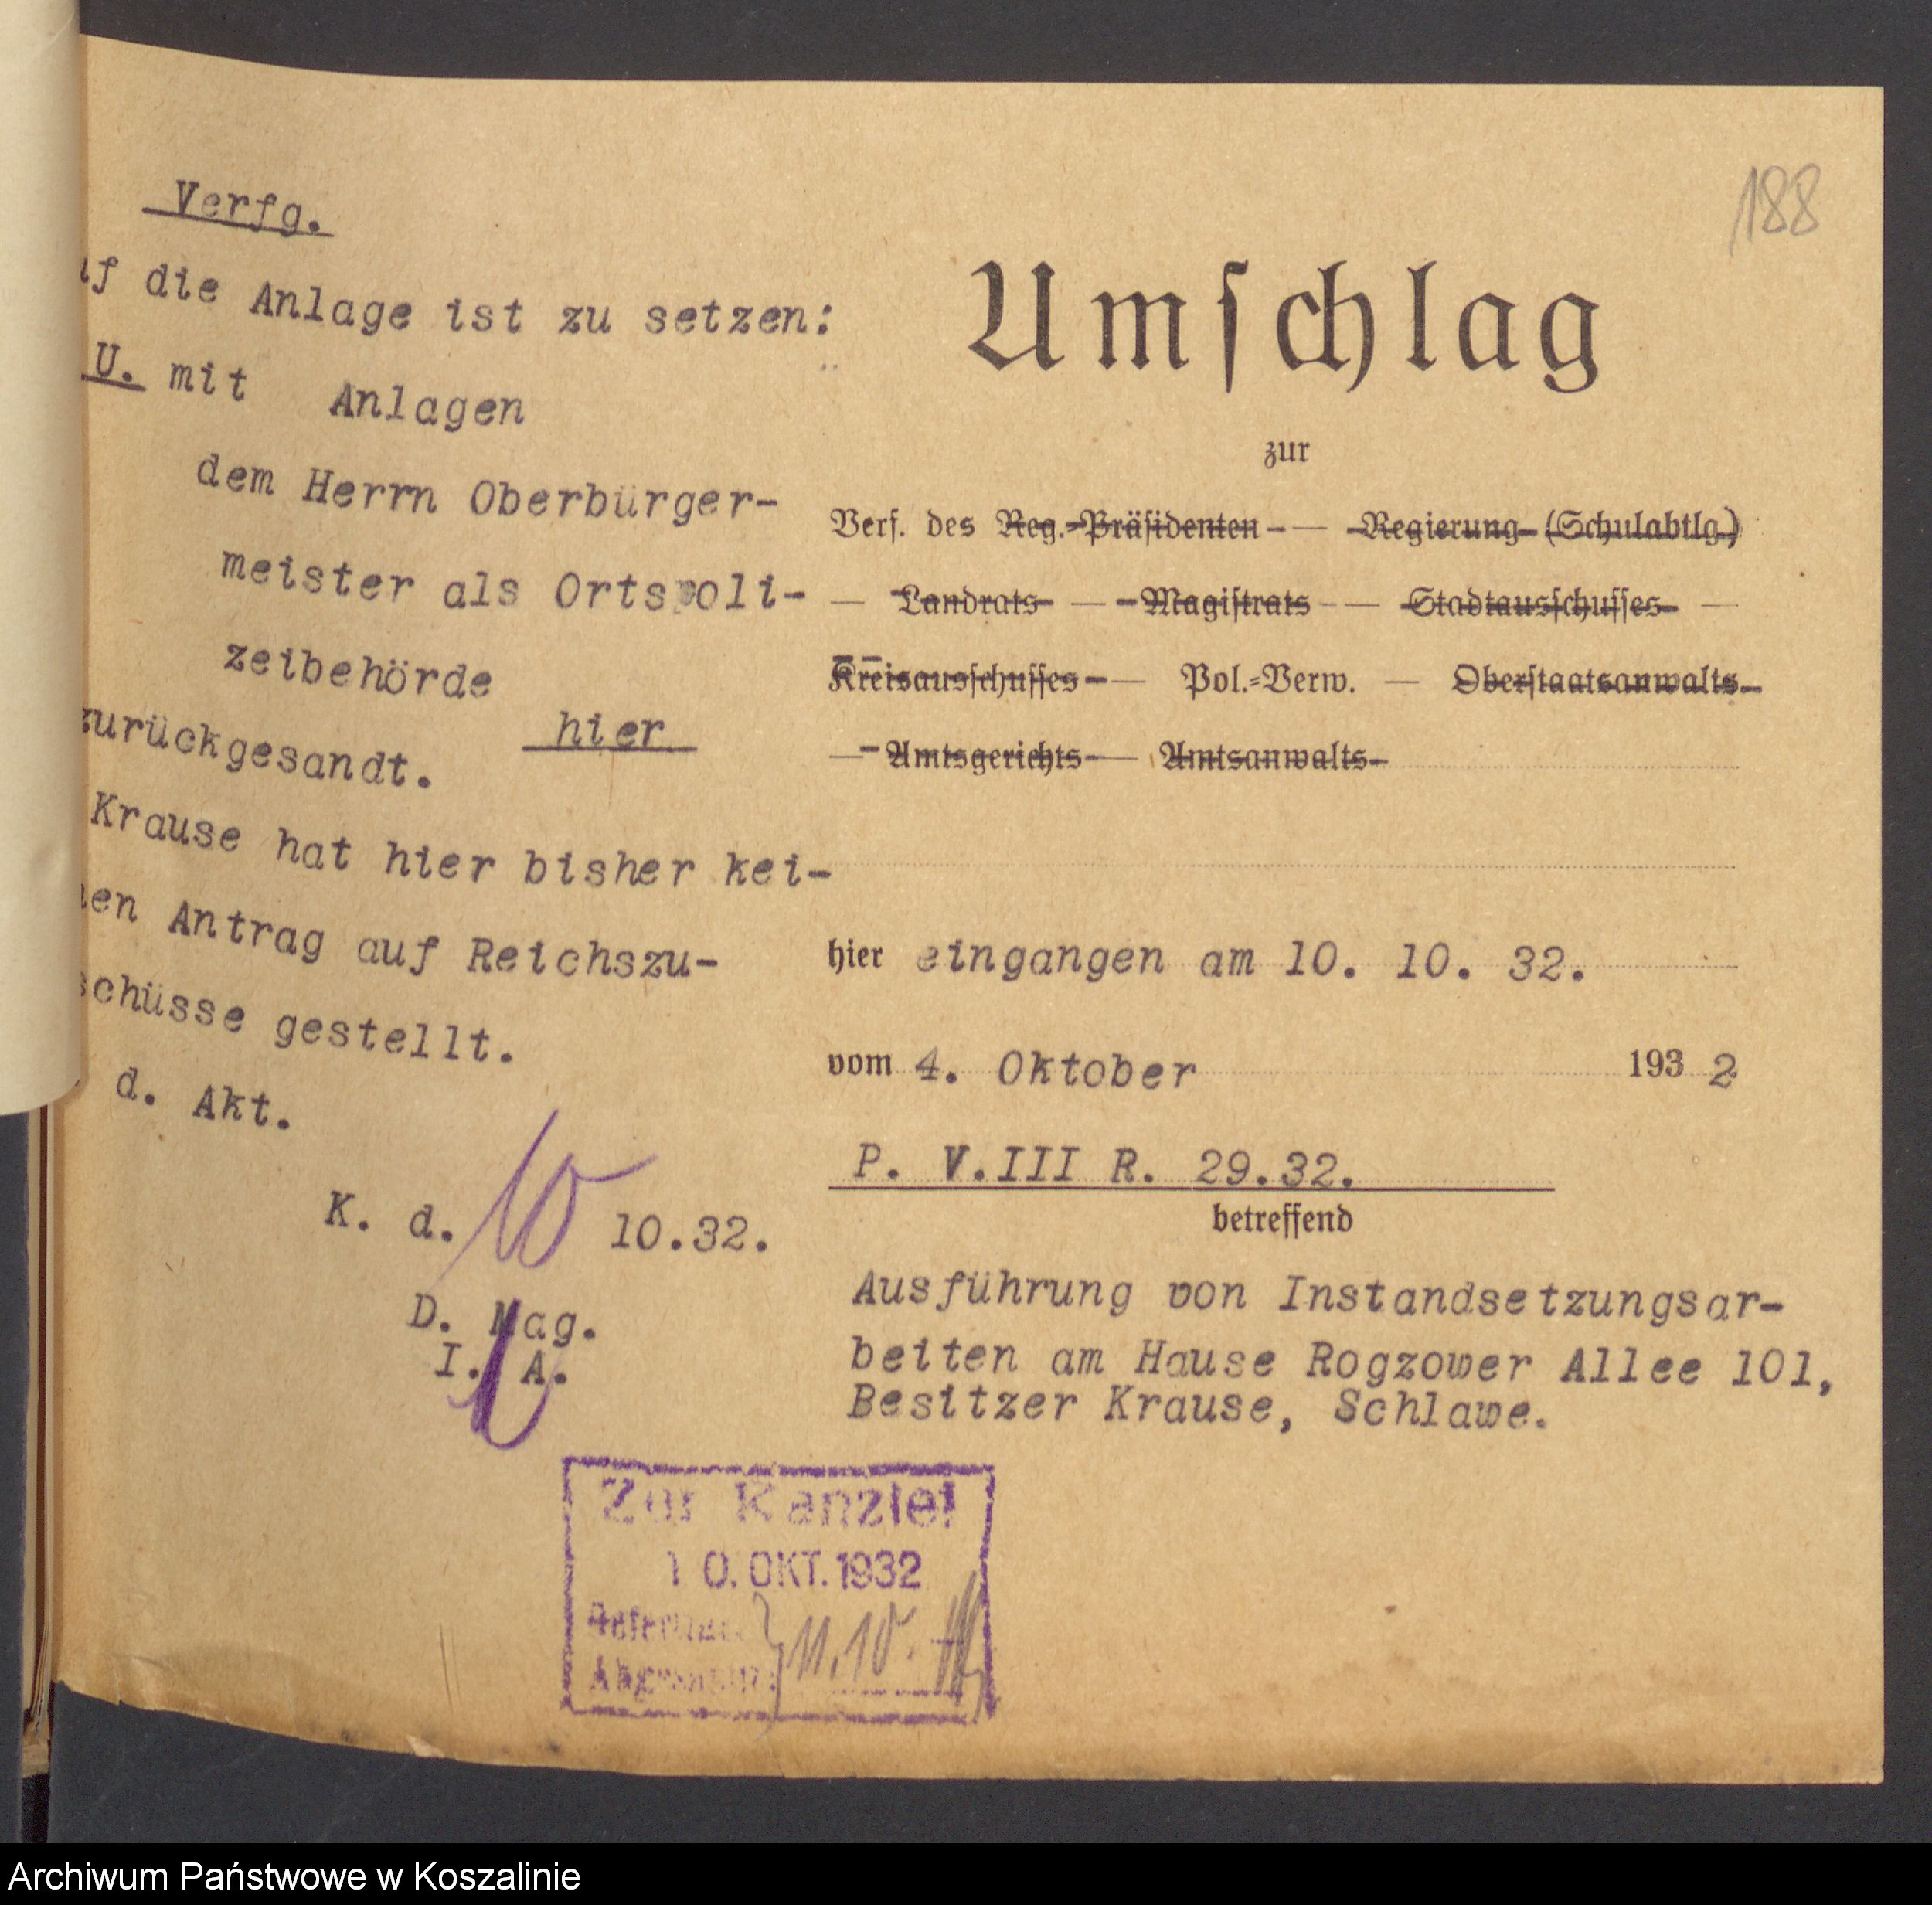 188
Verfg.
die Anlage ist zu setzen:
U. mit Anlagen
dem Herrn Oberbürger-
meister als Ortspoli-
zeibehörde
hier
zurückgesandt.
Krause hat hier bisher kei-
nen Antrag auf Reichszu-
schüsse gestellt.
d. Akt.
K. d. 10 10.32.
D. Mag.
I. A.
Zur Kanzlei
10. OKT. 1932
11.10.
Umschlag
zur
Verf. des Reg.-Präsidenten — Regierung (Schulabtlg.)
— Landrats — Magistrats — Stadtausschusses —
Kreisausschusses — Pol.-Verw. — Oberstaatsanwalts
— Amtsgerichts — Amtsanwalts
hier eingangen am 10. 10. 32.
vom 4. Oktober 1932
P. V.III R. 29.32.
betreffend
Ausführung von Instandsetzungsar-
beiten am Hause Rogzower Allee 101,
Besitzer Krause, Schlawe.
Archiwum Państwowe w Koszalinie